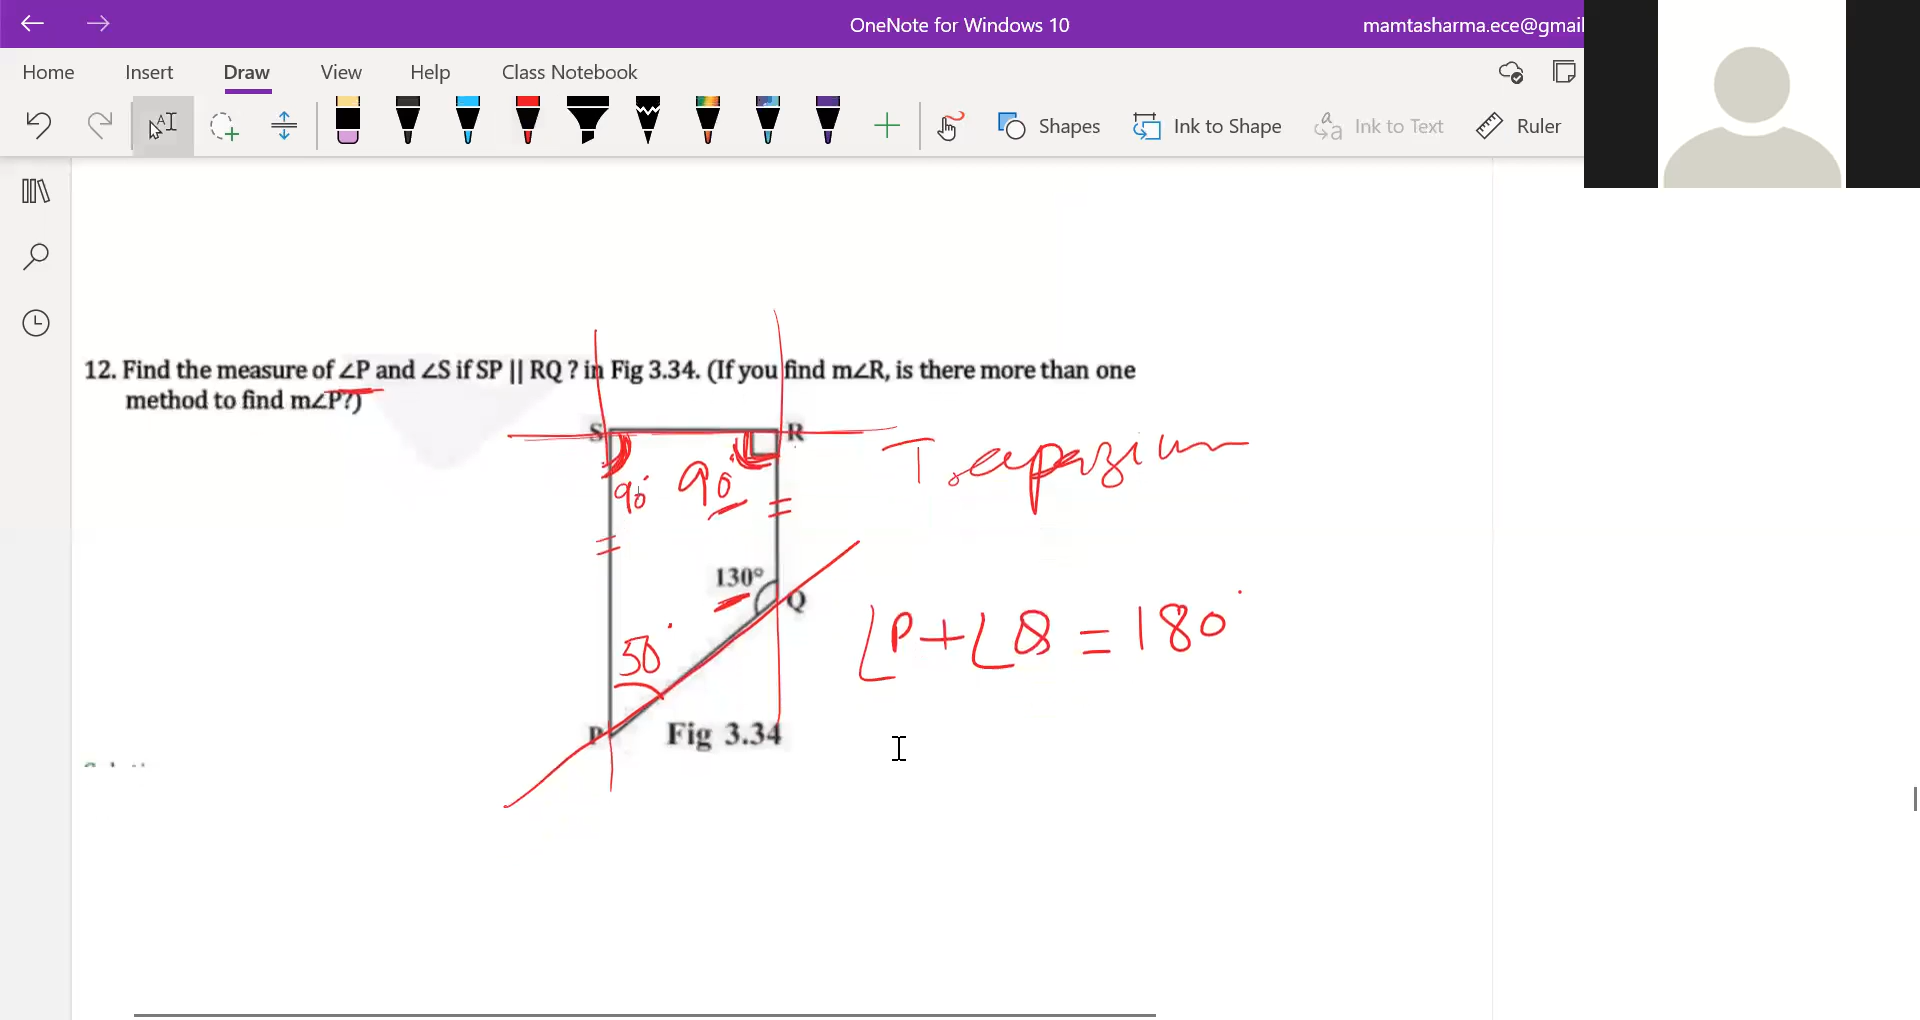 OneNote for Windows 10
mamtasharma.ece@gmail
Home Insert Draw View Help Class Notebook
Shapes Ink to Shape Ink to Text Ruler
12. Find the measure of ∠P and ∠S if SP || RQ ? in Fig 3.34. (If you find m∠R, is there more than one
method to find m∠P?)
S R
90° 90°
Trapezium
130°
Q
50°
∠P+∠Q = 180°
P
Fig 3.34